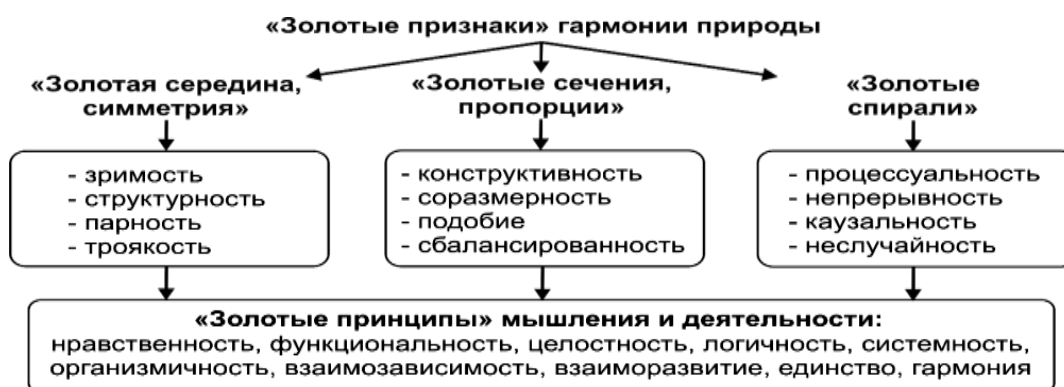 «Золотые признаки» гармонии природы
«Золотая середина,
симметрия»
«Золотые сечения,
пропорции»
«Золотые
спирали»
- зримость
- структурность
- парность
- троякость
- конструктивность
- соразмерность
- подобие
- сбалансированность
- процессуальность
- непрерывность
- каузальность
- неслучайность
«Золотые принципы» мышления и деятельности:
нравственность, функциональность, целостность, логичность, системность,
организмичность, взаимозависимость, взаиморазвитие, единство, гармония